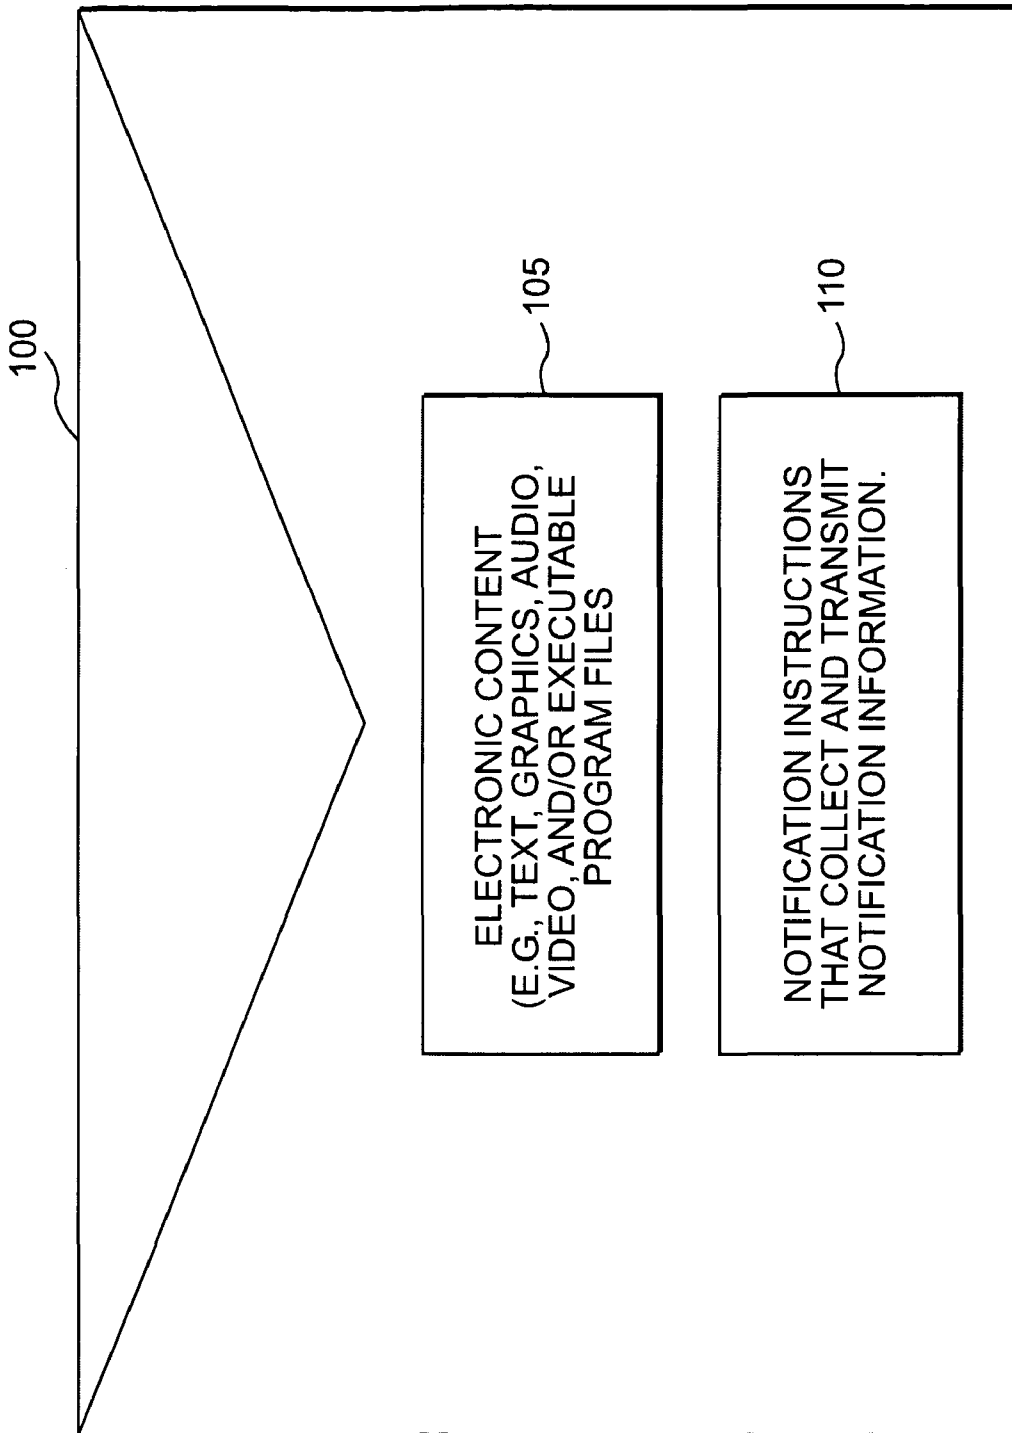 100
ELECTRONIC CONTENT
(E.G., TEXT, GRAPHICS, AUDIO,
VIDEO, AND/OR EXECUTABLE
PROGRAM FILES
105
NOTIFICATION INSTRUCTIONS
THAT COLLECT AND TRANSMIT
NOTIFICATION INFORMATION.
110